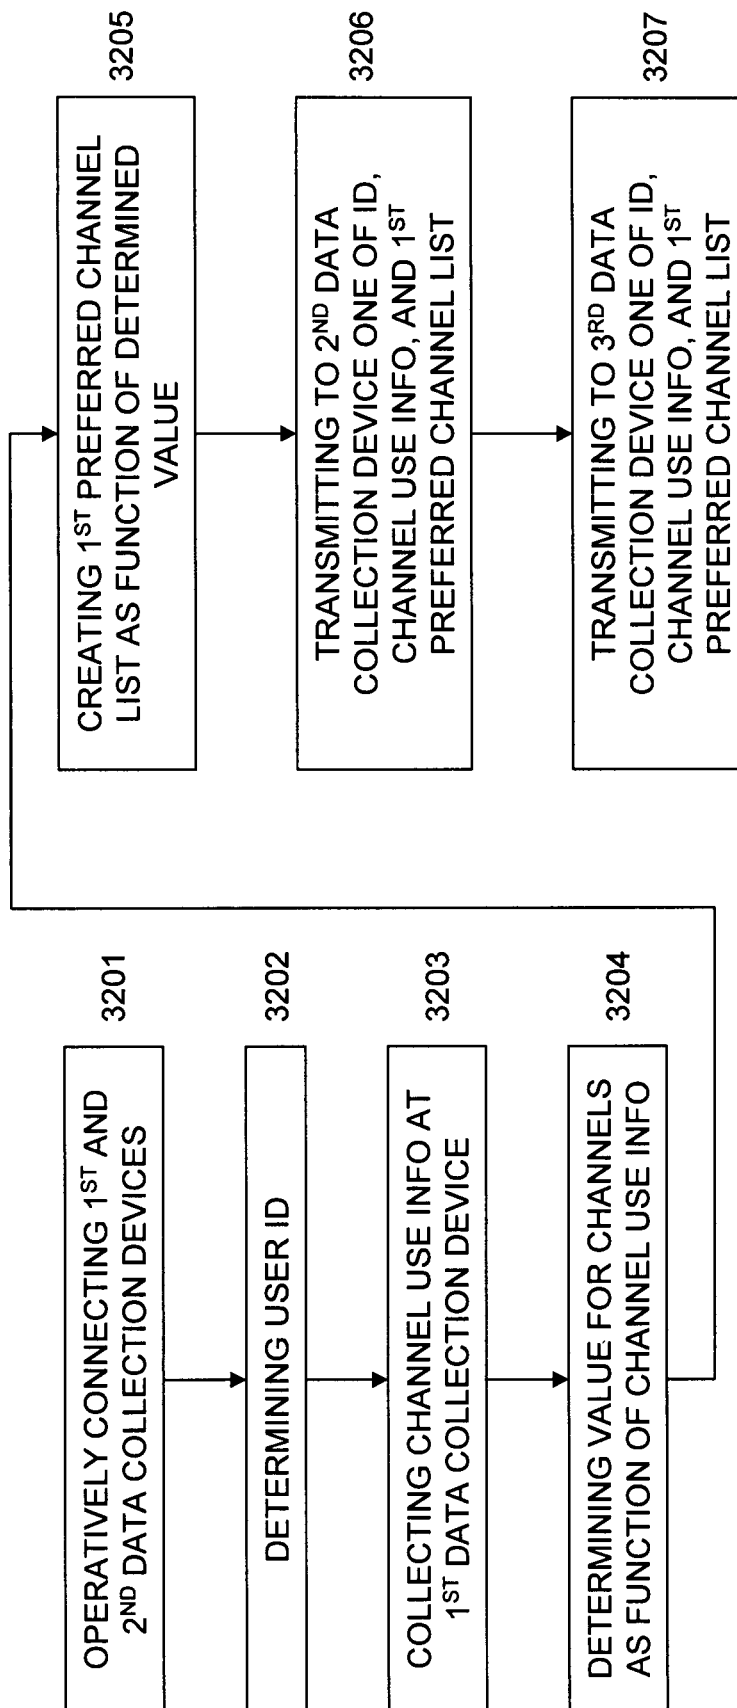 OPERATIVELY CONNECTING 1ST AND
2ND DATA COLLECTION DEVICES
3201
DETERMINING USER ID
3202
COLLECTING CHANNEL USE INFO AT
1ST DATA COLLECTION DEVICE
3203
DETERMINING VALUE FOR CHANNELS
AS FUNCTION OF CHANNEL USE INFO
3204
CREATING 1ST PREFERRED CHANNEL
LIST AS FUNCTION OF DETERMINED
VALUE
3205
TRANSMITTING TO 2ND DATA
COLLECTION DEVICE ONE OF ID,
CHANNEL USE INFO, AND 1ST
PREFERRED CHANNEL LIST
3206
TRANSMITTING TO 3RD DATA
COLLECTION DEVICE ONE OF ID,
CHANNEL USE INFO, AND 1ST
PREFERRED CHANNEL LIST
3207